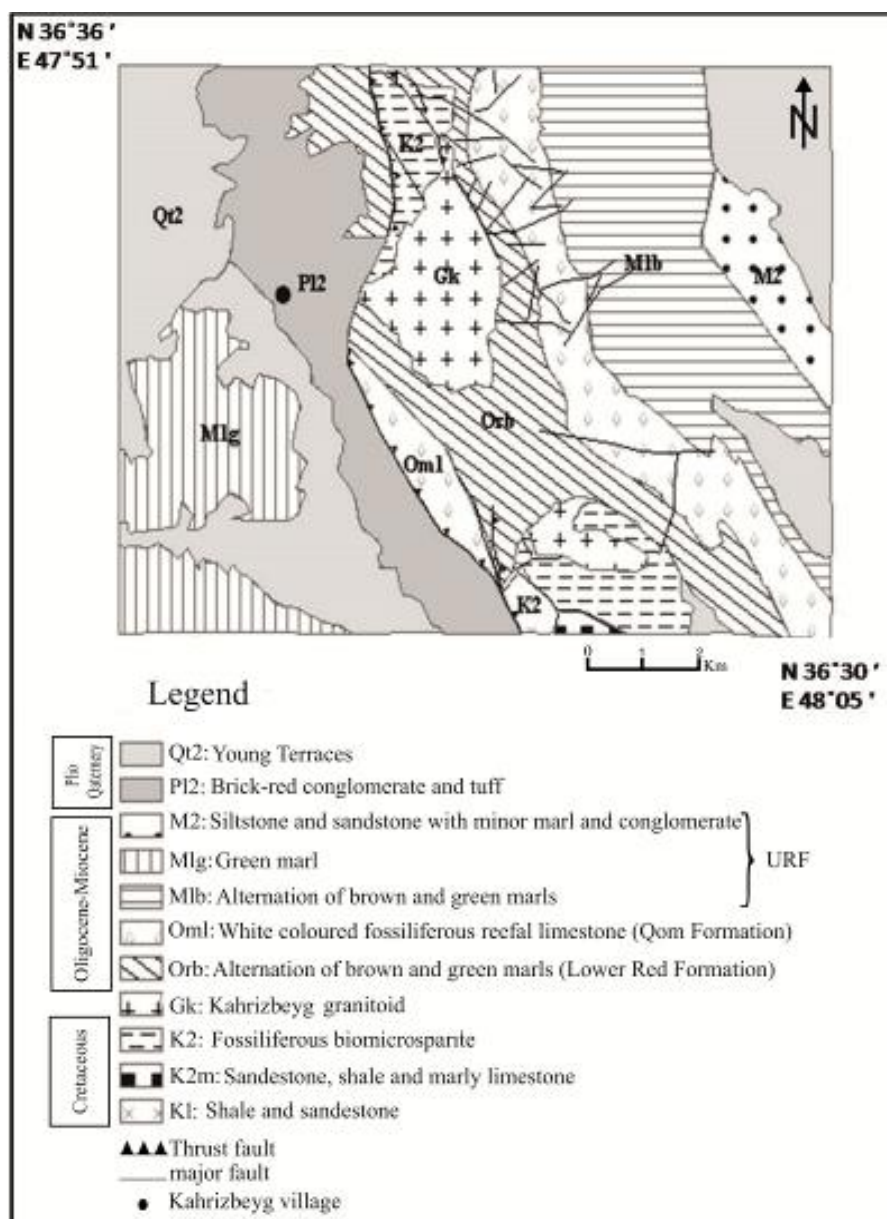 N 36°36 ′
E 47°51 ′
N
K2
Qt2
Pl2
Gk
Mlb
M2
Mlg
Orb
Oml
K2
0 1 2
Km
N 36°30 ′
E 48°05 ′
Legend
Plio
Quaternery
Qt2: Young Terraces
Pl2: Brick-red conglomerate and tuff
Oligocene-Miocene
M2: Siltstone and sandstone with minor marl and conglomerate
Mlg: Green marl
Mlb: Alternation of brown and green marls
URF
Oml: White coloured fossiliferous reefal limestone (Qom Formation)
Orb: Alternation of brown and green marls (Lower Red Formation)
Gk: Kahrizbeyg granitoid
Cretaceous
K2: Fossiliferous biomicrosparite
K2m: Sandestone, shale and marly limestone
Kl: Shale and sandestone
Thrust fault
major fault
Kahrizbeyg village